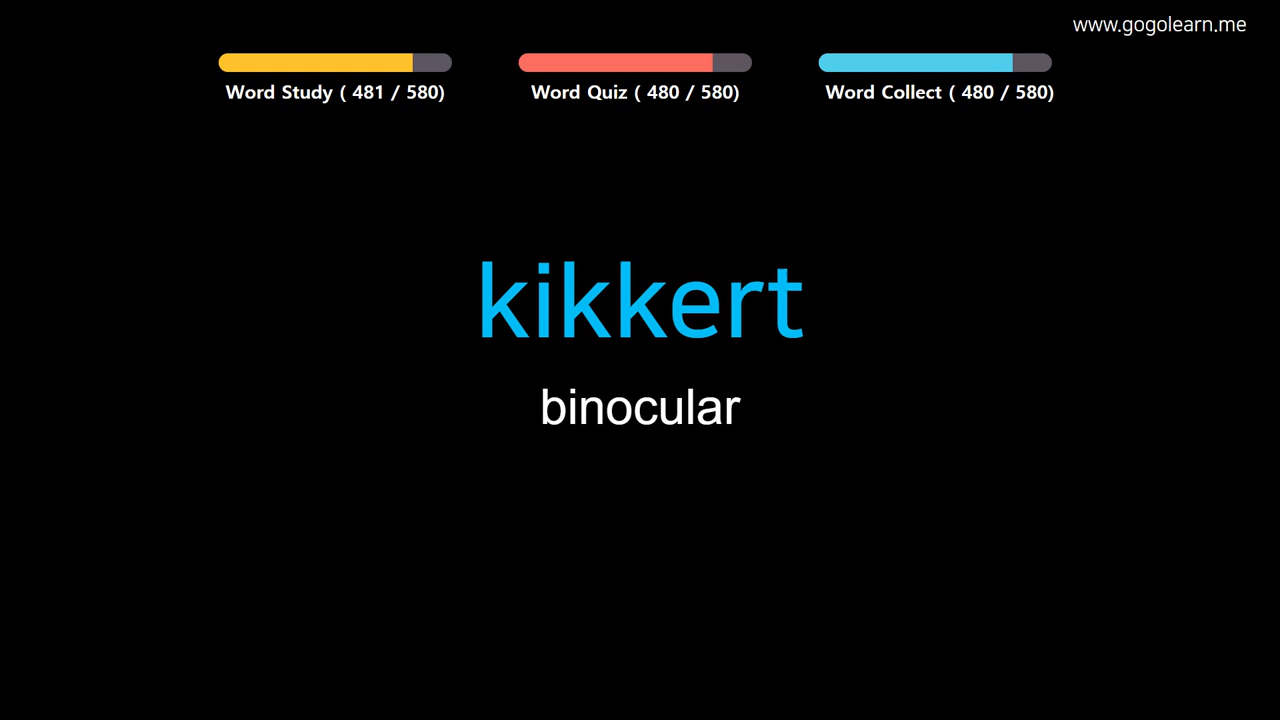 www.gogolearn.me
Word Study ( 481 / 580)
Word Quiz ( 480 / 580)
Word Collect ( 480 / 580)
kikkert
binocular